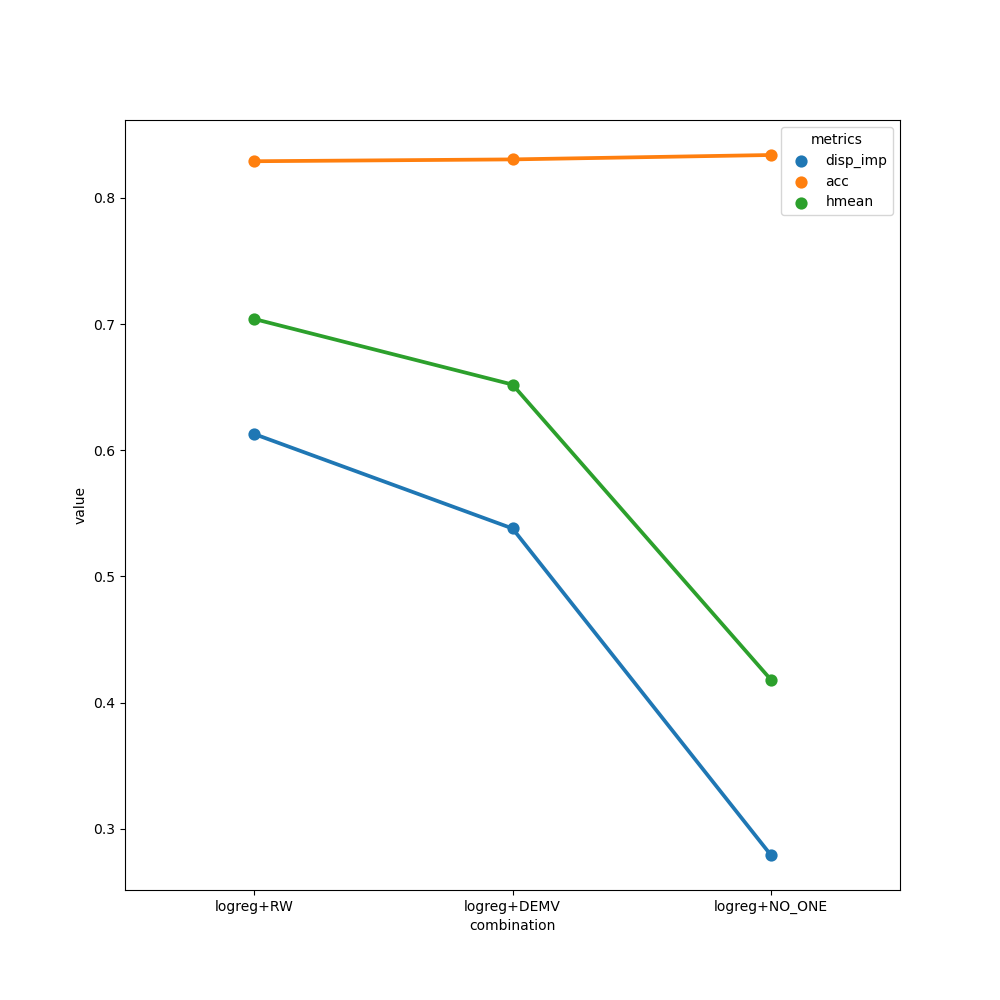 metrics
disp_imp
acc
hmean
value
0.8
0.7
0.6
0.5
0.4
0.3
logreg+RW
logreg+DEMV
logreg+NO_ONE
combination